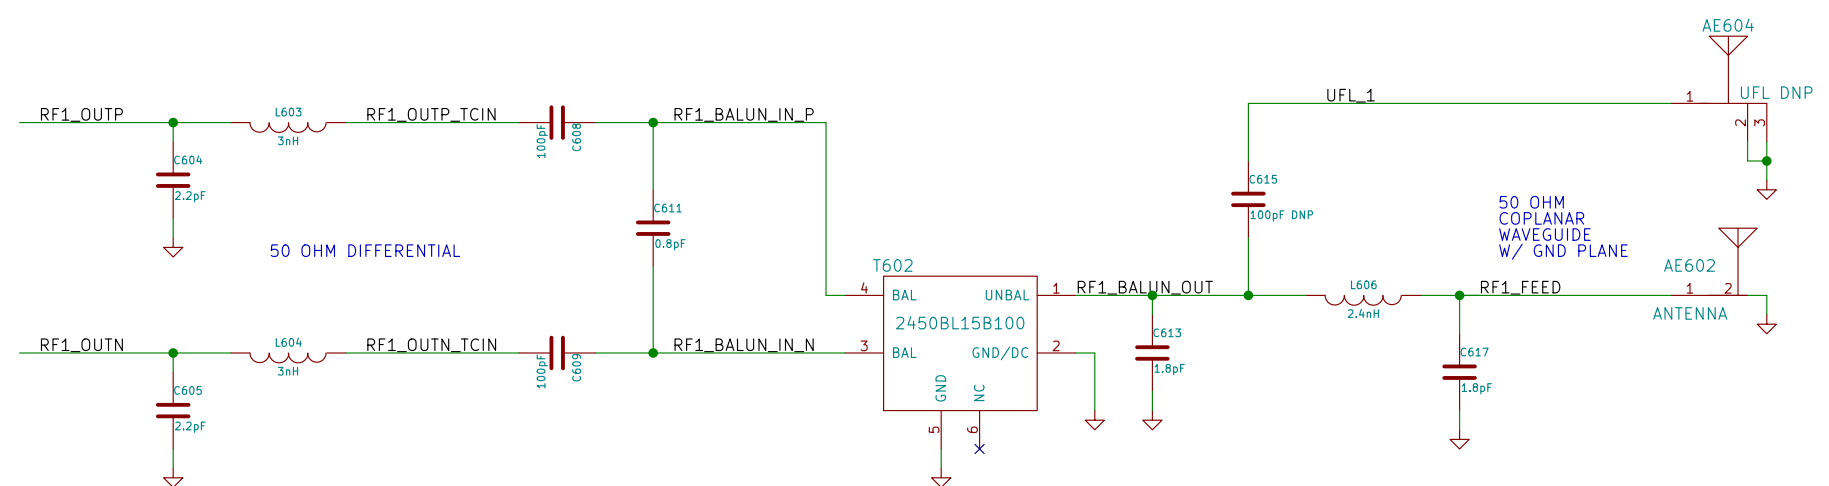 AE604
UFL DNP
1
2
3
UFL_1
RF1_OUTP
L603
3nH
RF1_OUTP_TCIN
100pF
C608
RF1_BALUN_IN_P
C604
2.2pF
C611
0.8pF
C615
100pF DNP
50 OHM
COPLANAR
WAVEGUIDE
W/ GND PLANE
50 OHM DIFFERENTIAL
T602
4
BAL
UNBAL
1
RF1_BALUN_OUT
L606
2.4nH
RF1_FEED
AE602
1
2
ANTENNA
2450BL15B100
RF1_OUTN
L604
3nH
RF1_OUTN_TCIN
100pF
C609
RF1_BALUN_IN_N
3
BAL
GND/DC
2
C613
1.8pF
C617
1.8pF
C605
2.2pF
GND
NC
5
6